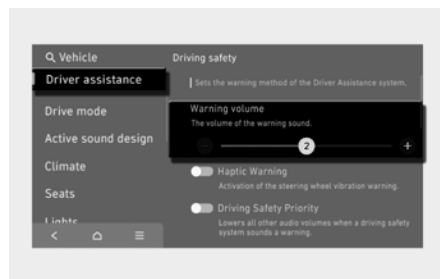 Vehicle
Driving safety
Driver assistance
Sets the warning method of the Driver Assistance system.
Drive mode
Active sound design
Climate
Seats
Lights
Warning volume
The volume of the warning sound.
2
Haptic Warning
Activation of the steering wheel vibration warning.
Driving Safety Priority
Lowers all other audio volumes when a driving safety
system sounds a warning.